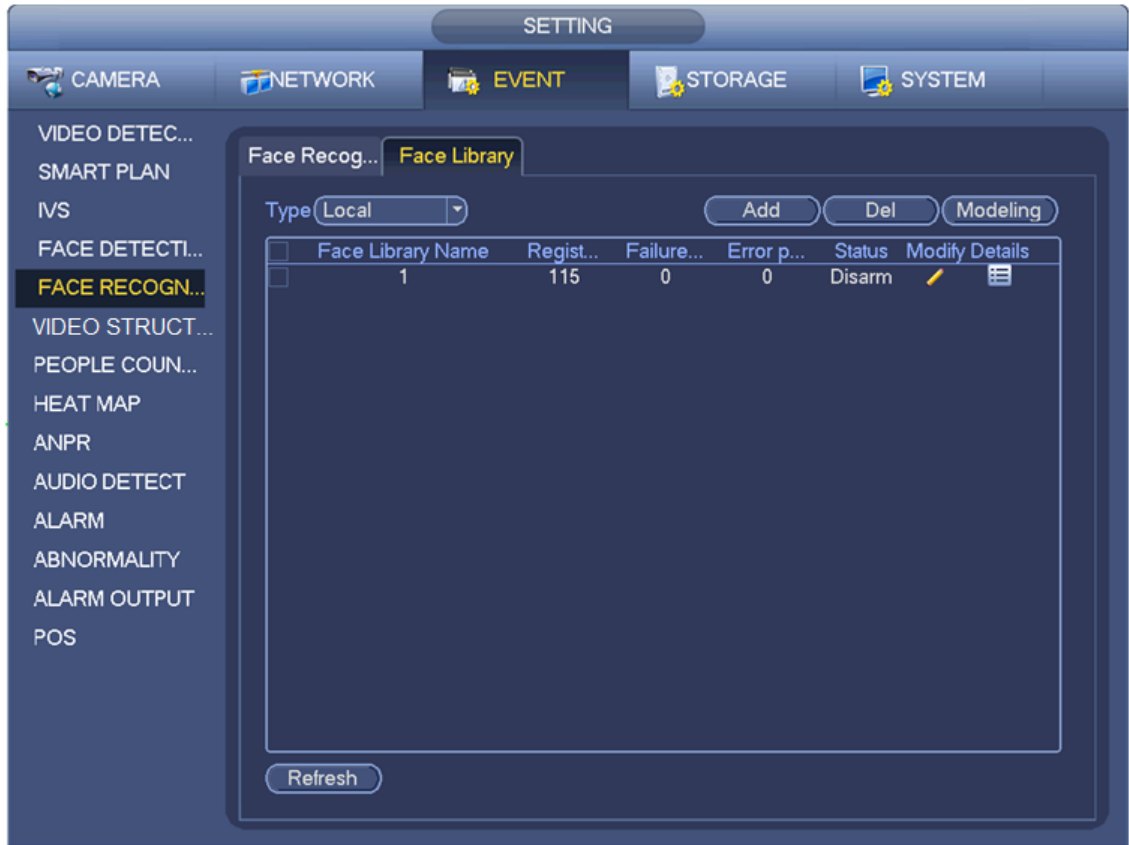 SETTING
CAMERA NETWORK EVENT STORAGE SYSTEM
VIDEO DETEC...
SMART PLAN
IVS
FACE DETECTI...
FACE RECOGN...
VIDEO STRUCT...
PEOPLE COUN...
HEAT MAP
ANPR
AUDIO DETECT
ALARM
ABNORMALITY
ALARM OUTPUT
POS
Face Recog... Face Library
Type Local Add Del Modeling
Face Library Name Regist... Failure... Error p... Status Modify Details
1 115 0 0 Disarm
Refresh